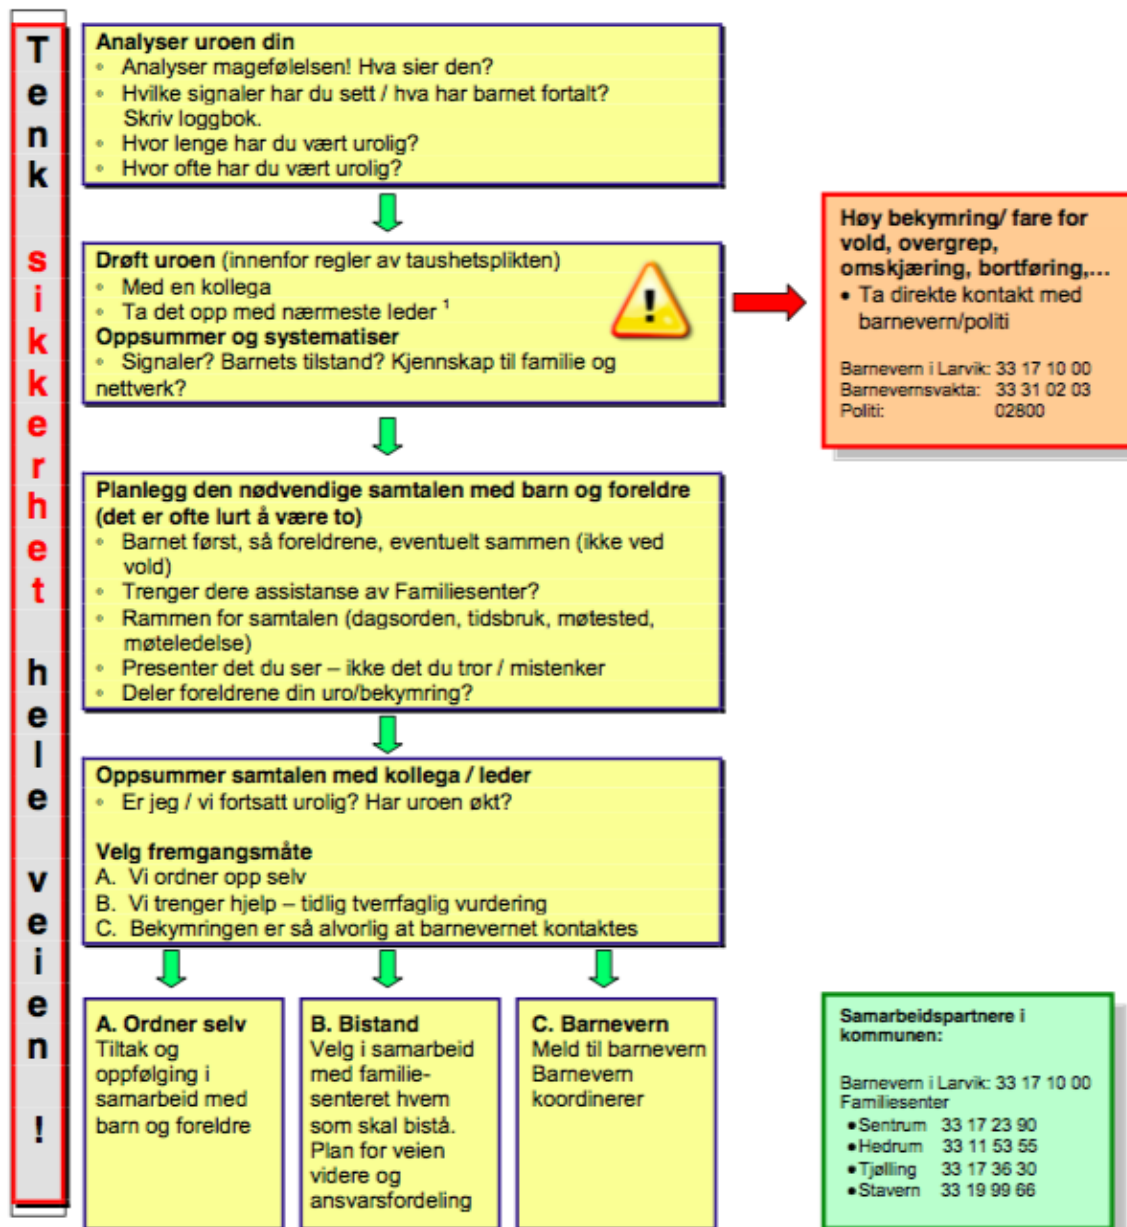 Tenk sikkerhet hele veien !
Analyser uroen din
◦ Analyser magefølelsen! Hva sier den?
◦ Hvilke signaler har du sett / hva har barnet fortalt?
Skriv loggbok.
◦ Hvor lenge har du vært urolig?
◦ Hvor ofte har du vært urolig?
Drøft uroen (innenfor regler av taushetsplikten)
◦ Med en kollega
◦ Ta det opp med nærmeste leder ¹
Oppsummer og systematiser
◦ Signaler? Barnets tilstand? Kjennskap til familie og
nettverk?
!
Høy bekymring/ fare for
vold, overgrep,
omskjæring, bortføring,...
• Ta direkte kontakt med
barnevern/politi
Barnevern i Larvik: 33 17 10 00
Barnevernsvakta: 33 31 02 03
Politi: 02800
Planlegg den nødvendige samtalen med barn og foreldre
(det er ofte lurt å være to)
◦ Barnet først, så foreldrene, eventuelt sammen (ikke ved
vold)
◦ Trenger dere assistanse av Familiesenter?
◦ Rammen for samtalen (dagsorden, tidsbruk, møtested,
møteledelse)
◦ Presenter det du ser – ikke det du tror / mistenker
◦ Deler foreldrene din uro/bekymring?
Oppsummer samtalen med kollega / leder
◦ Er jeg / vi fortsatt urolig? Har uroen økt?
Velg fremgangsmåte
A. Vi ordner opp selv
B. Vi trenger hjelp – tidlig tverrfaglig vurdering
C. Bekymringen er så alvorlig at barnevernet kontaktes
A. Ordner selv
Tiltak og
oppfølging i
samarbeid med
barn og foreldre
B. Bistand
Velg i samarbeid
med familie-
senteret hvem
som skal bistå.
Plan for veien
videre og
ansvarsfordeling
C. Barnevern
Meld til barnevern
Barnevern
koordinerer
Samarbeidspartnere i
kommunen:
Barnevern i Larvik: 33 17 10 00
Familiesenter
•Sentrum 33 17 23 90
•Hedrum 33 11 53 55
•Tjølling 33 17 36 30
•Stavern 33 19 99 66